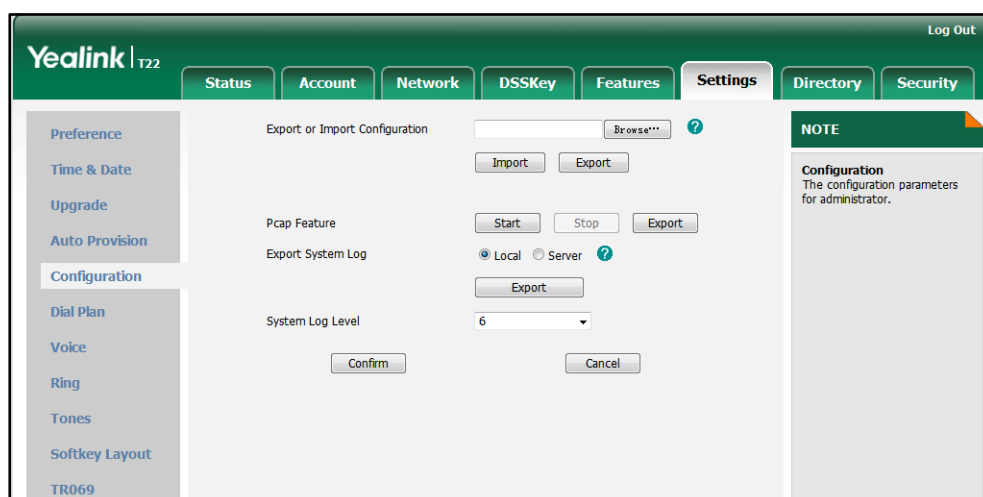 Log Out
Yealink | T22
Status Account Network DSSKey Features Settings Directory Security
Preference
Time & Date
Upgrade
Auto Provision
Configuration
Dial Plan
Voice
Ring
Tones
Softkey Layout
TR069
Export or Import Configuration Browse... ?
Import Export
Pcap Feature Start Stop Export
Export System Log Local Server ?
Export
System Log Level 6
Confirm Cancel
NOTE
Configuration
The configuration parameters
for administrator.